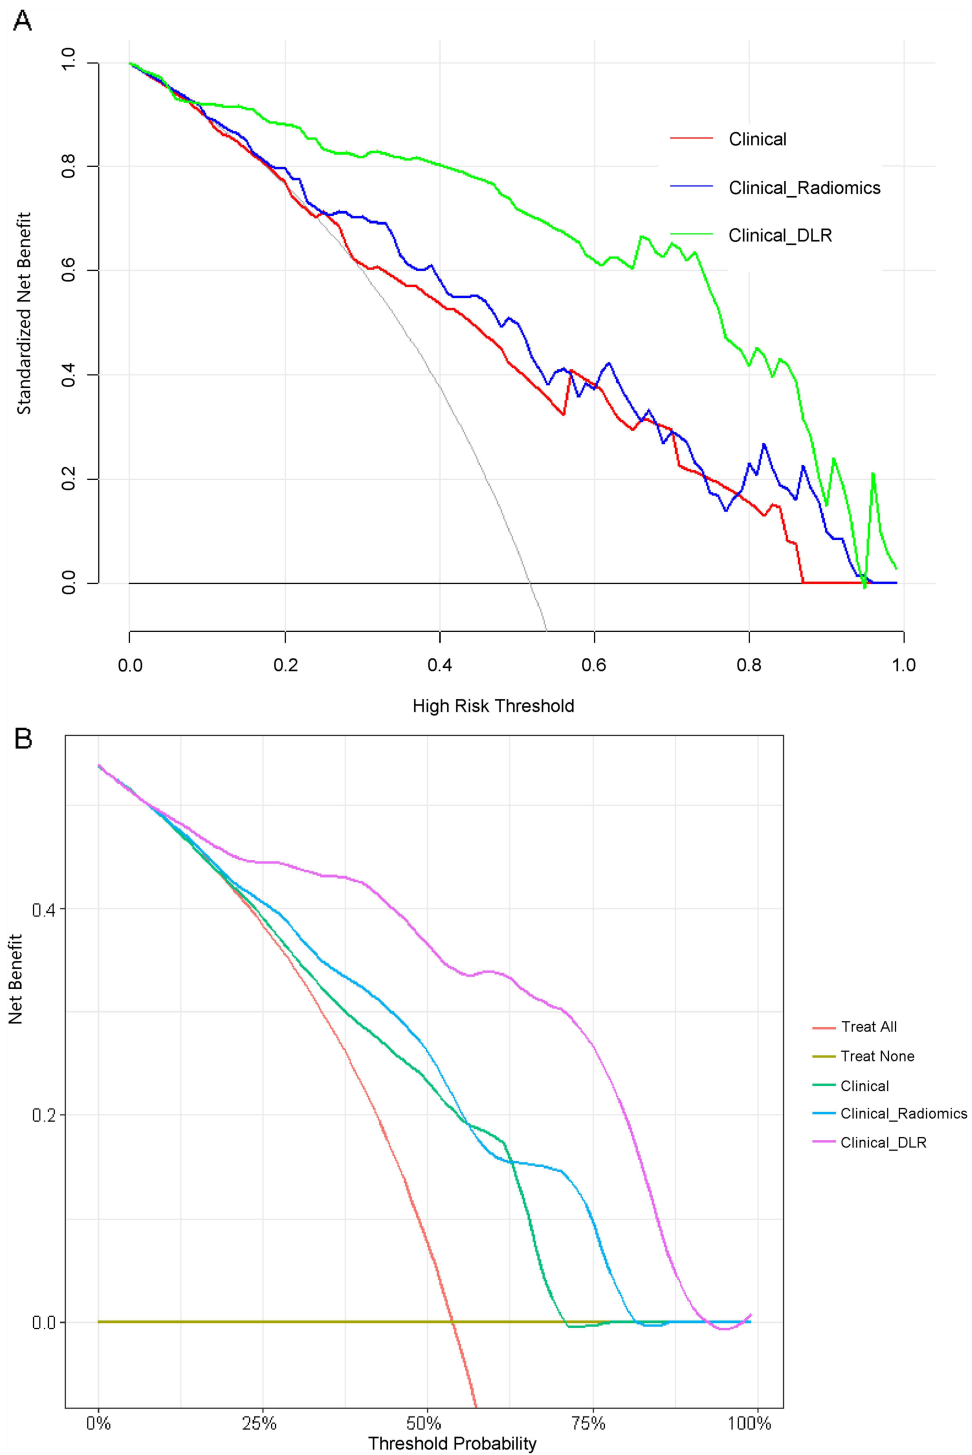 A
1.0
0.8
0.6
0.4
0.2
0.0
Standardized Net Benefit
Clinical
Clinical_Radiomics
Clinical_DLR
0.0 0.2 0.4 0.6 0.8 1.0
High Risk Threshold
B
0.4
0.2
0.0
Net Benefit
Treat All
Treat None
Clinical
Clinical_Radiomics
Clinical_DLR
0% 25% 50% 75% 100%
Threshold Probability